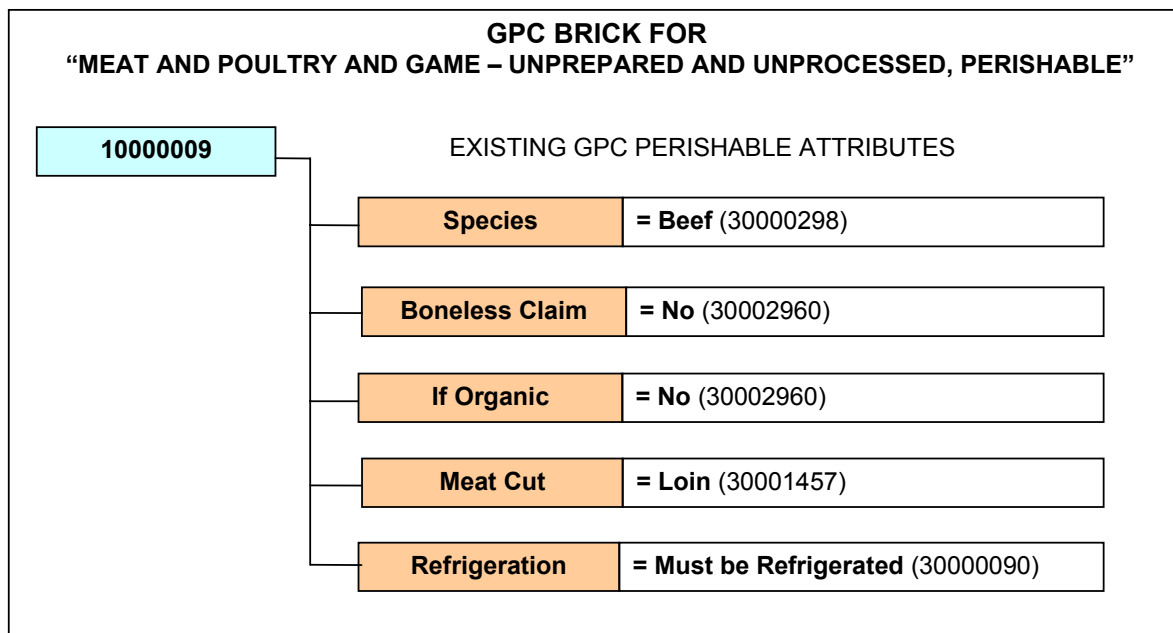 GPC BRICK FOR
“MEAT AND POULTRY AND GAME – UNPREPARED AND UNPROCESSED, PERISHABLE”
10000009
EXISTING GPC PERISHABLE ATTRIBUTES
Species = Beef (30000298)
Boneless Claim = No (30002960)
If Organic = No (30002960)
Meat Cut = Loin (30001457)
Refrigeration = Must be Refrigerated (30000090)